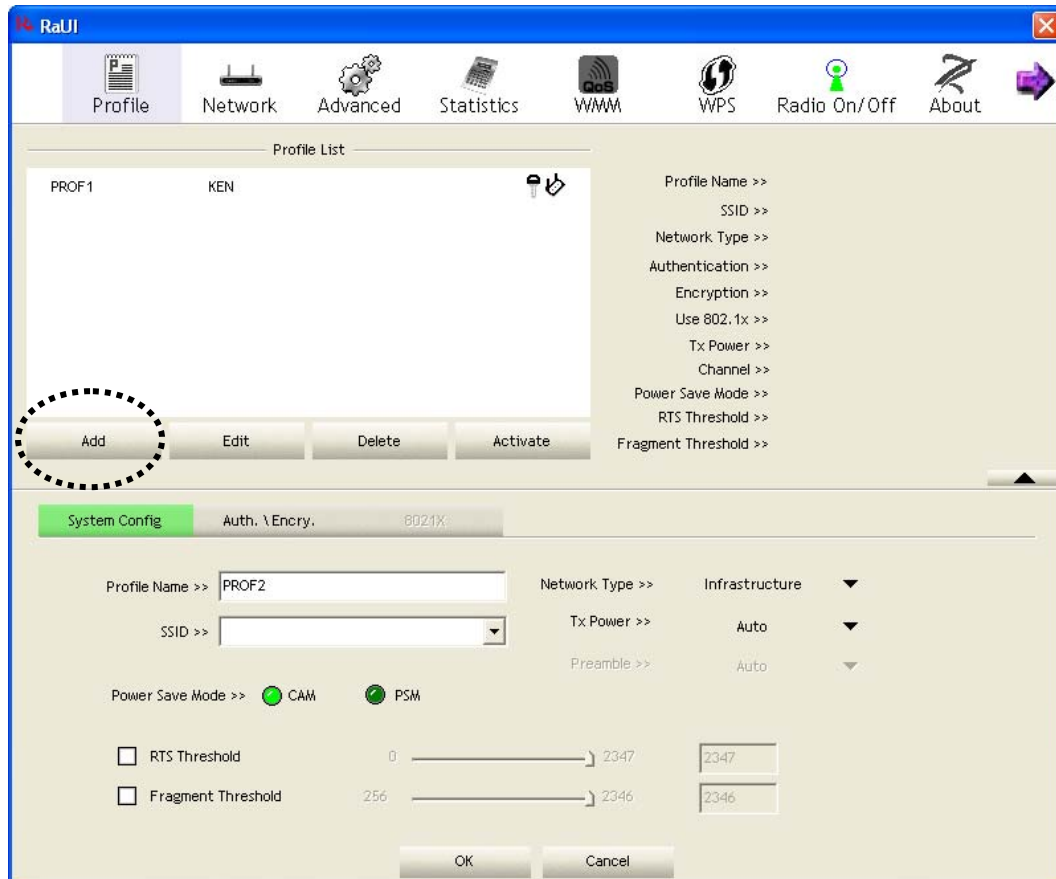 RaUI
Profile Network Advanced Statistics QoS WMM WPS Radio On/Off About
Profile List
PROF1 KEN
Profile Name >>
SSID >>
Network Type >>
Authentication >>
Encryption >>
Use 802.1x >>
Tx Power >>
Channel >>
Power Save Mode >>
RTS Threshold >>
Fragment Threshold >>
Add Edit Delete Activate
System Config Auth. \ Encry. 8021X
Profile Name >> PROF2 Network Type >> Infrastructure
SSID >> Tx Power >> Auto
Preamble >> Auto
Power Save Mode >> CAM PSM
RTS Threshold 0 2347 2347
Fragment Threshold 256 2346 2346
OK Cancel